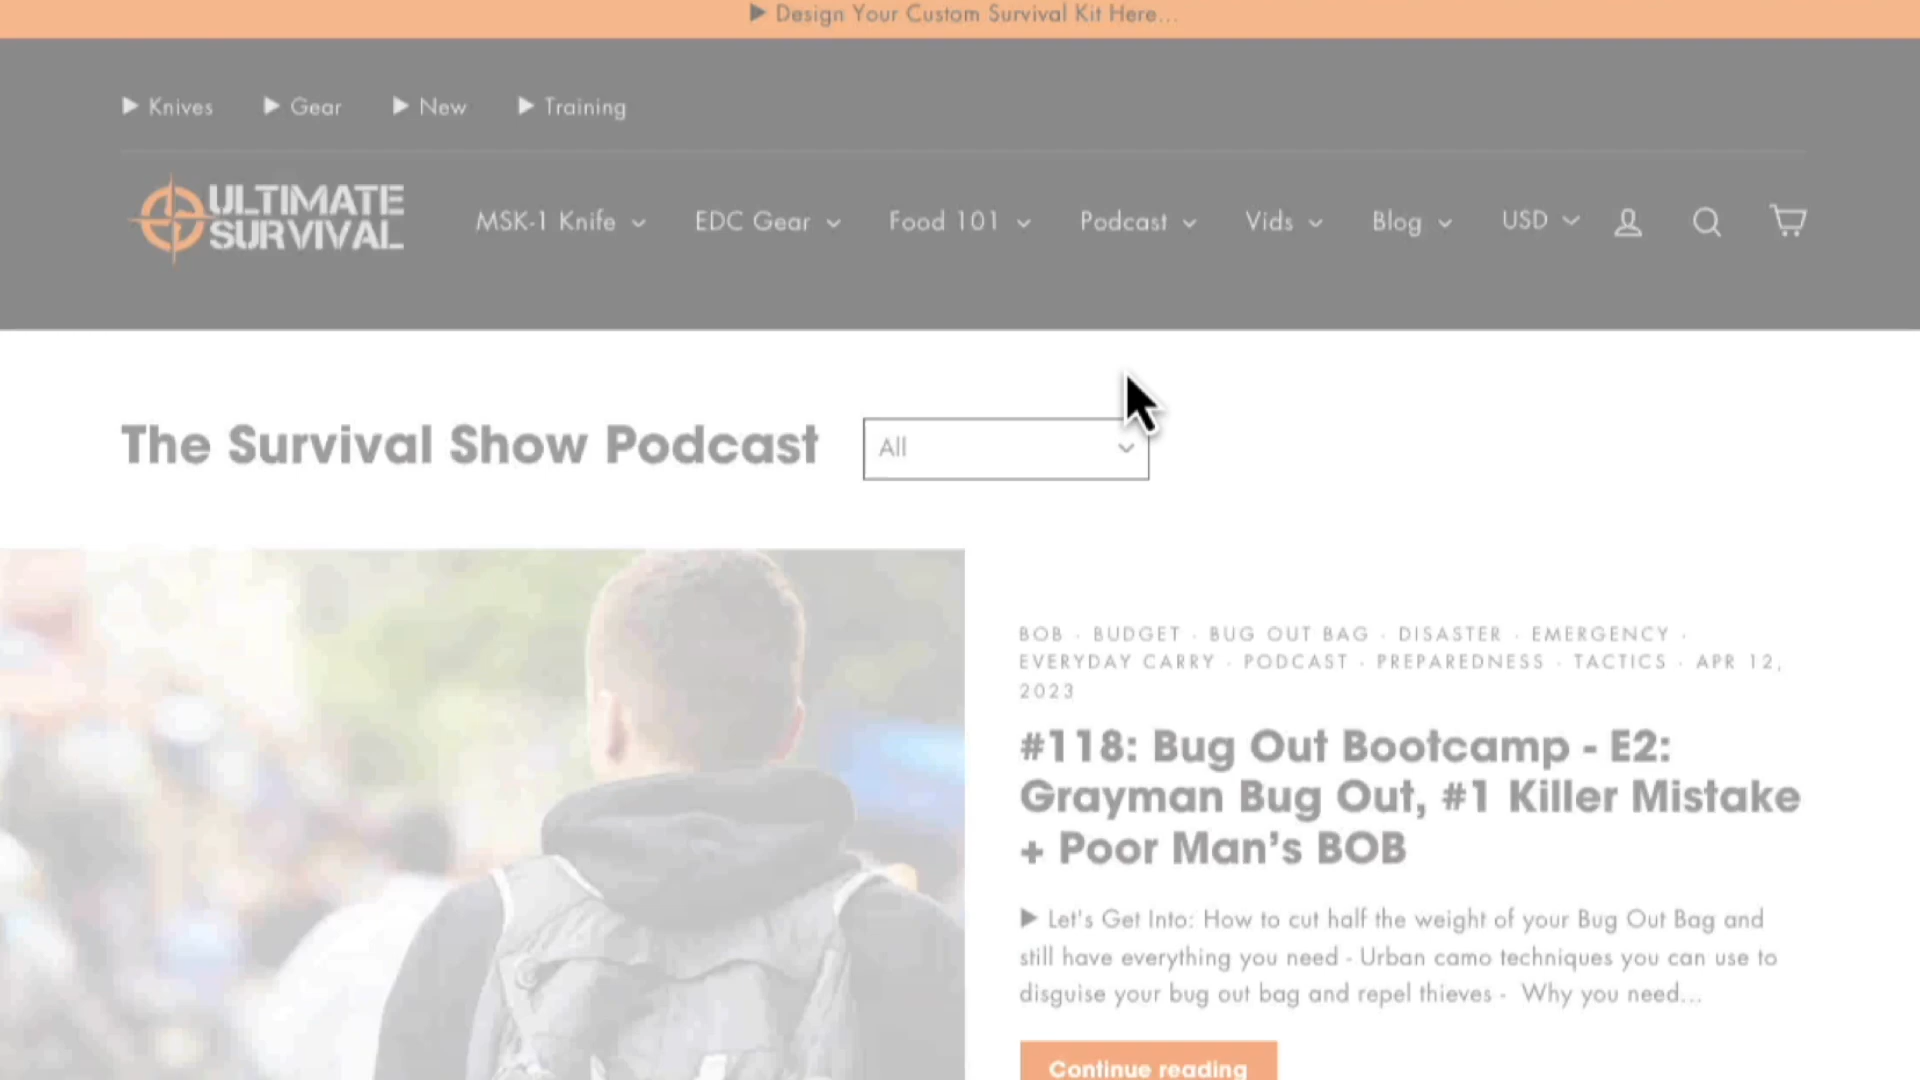 ▶ Design Your Custom Survival Kit Here...
▶ Knives ▶ Gear ▶ New ▶ Training
ULTIMATE
SURVIVAL
MSK-1 Knife EDC Gear Food 101 Podcast Vids Blog USD
The Survival Show Podcast
All
BOB · BUDGET · BUG OUT BAG · DISASTER · EMERGENCY ·
EVERYDAY CARRY · PODCAST · PREPAREDNESS · TACTICS · APR 12,
2023
#118: Bug Out Bootcamp - E2:
Grayman Bug Out, #1 Killer Mistake
+ Poor Man’s BOB
▶ Let's Get Into: How to cut half the weight of your Bug Out Bag and
still have everything you need - Urban camo techniques you can use to
disguise your bug out bag and repel thieves - Why you need...
Continue reading